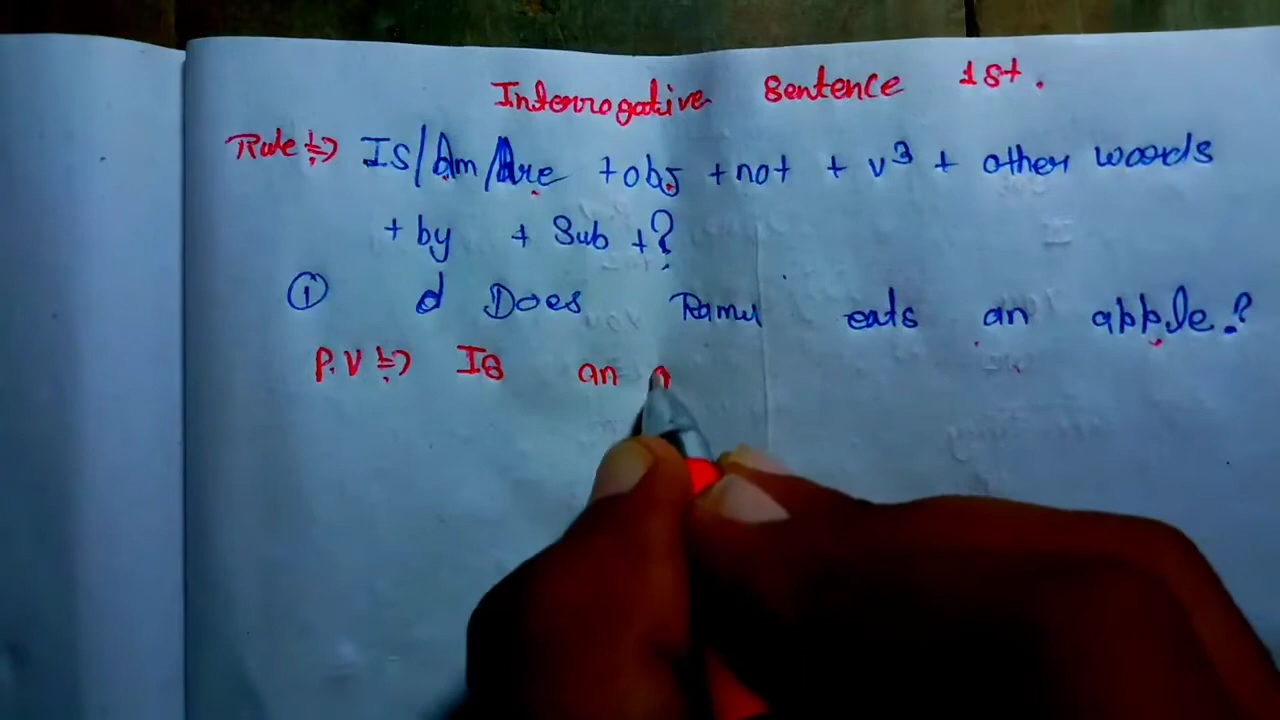 Interrogative Sentence 1st.
Rule => Is/Am/Are + obj + not + v³ + other words
+ by + Sub + ?
① d Does Ramu eats an apple.?
P.V => Is an a